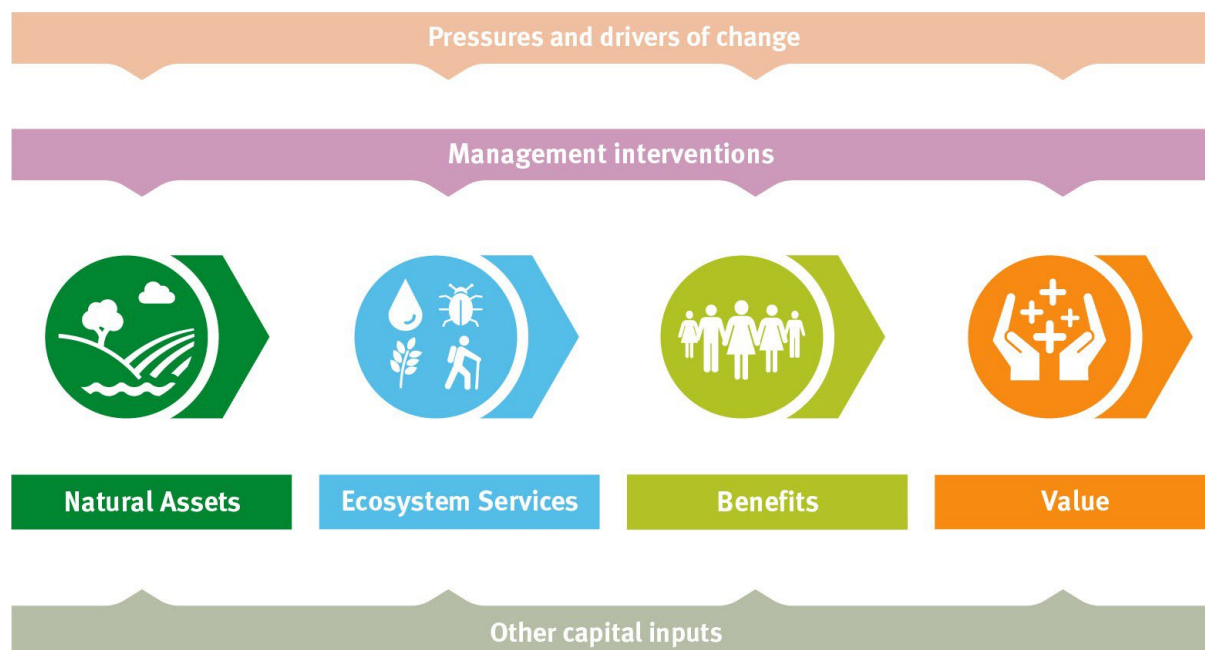 Pressures and drivers of change
Management interventions
Natural Assets
Ecosystem Services
Benefits
Value
Other capital inputs